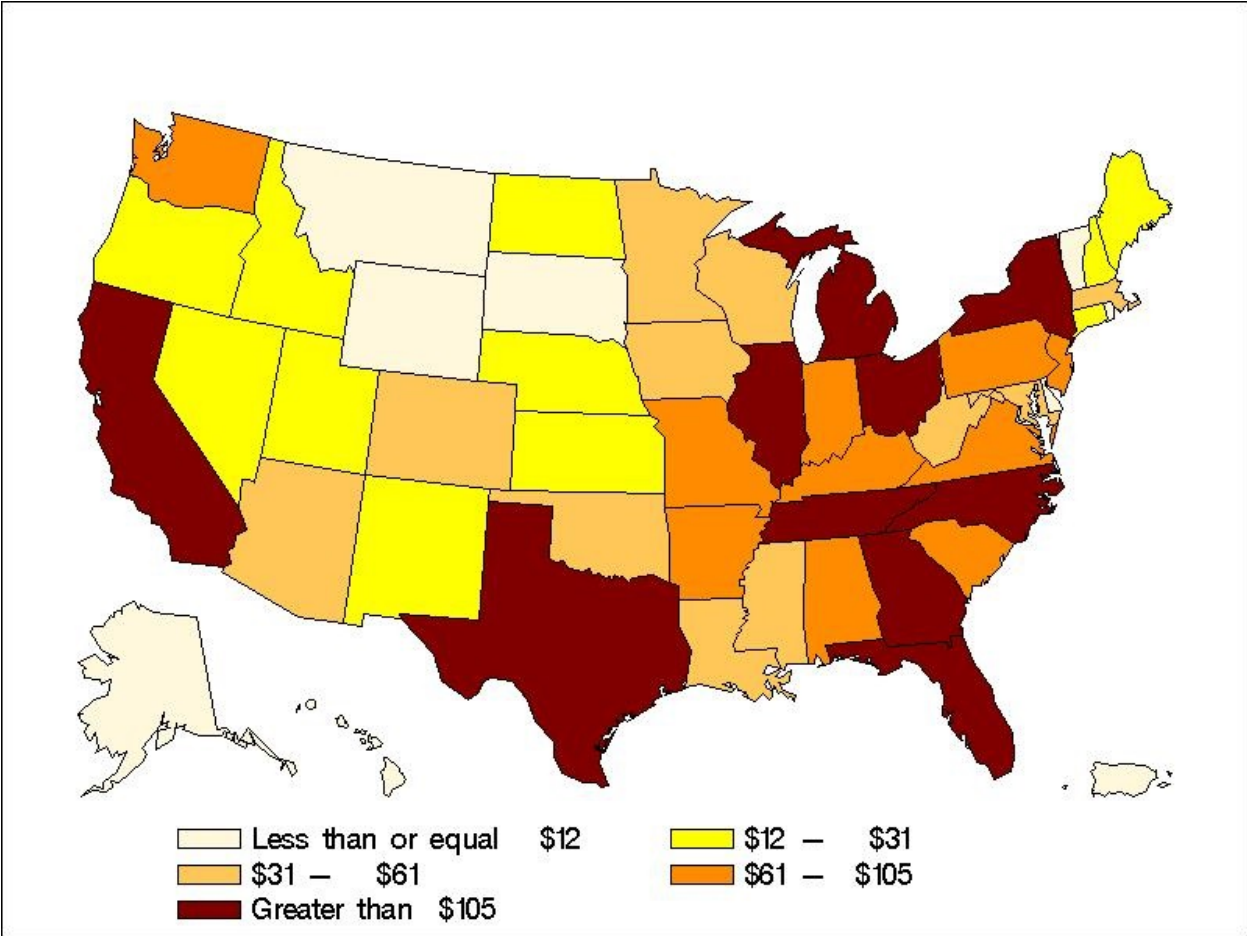 Less than or equal $12
$12 – $31
$31 – $61
$61 – $105
Greater than $105